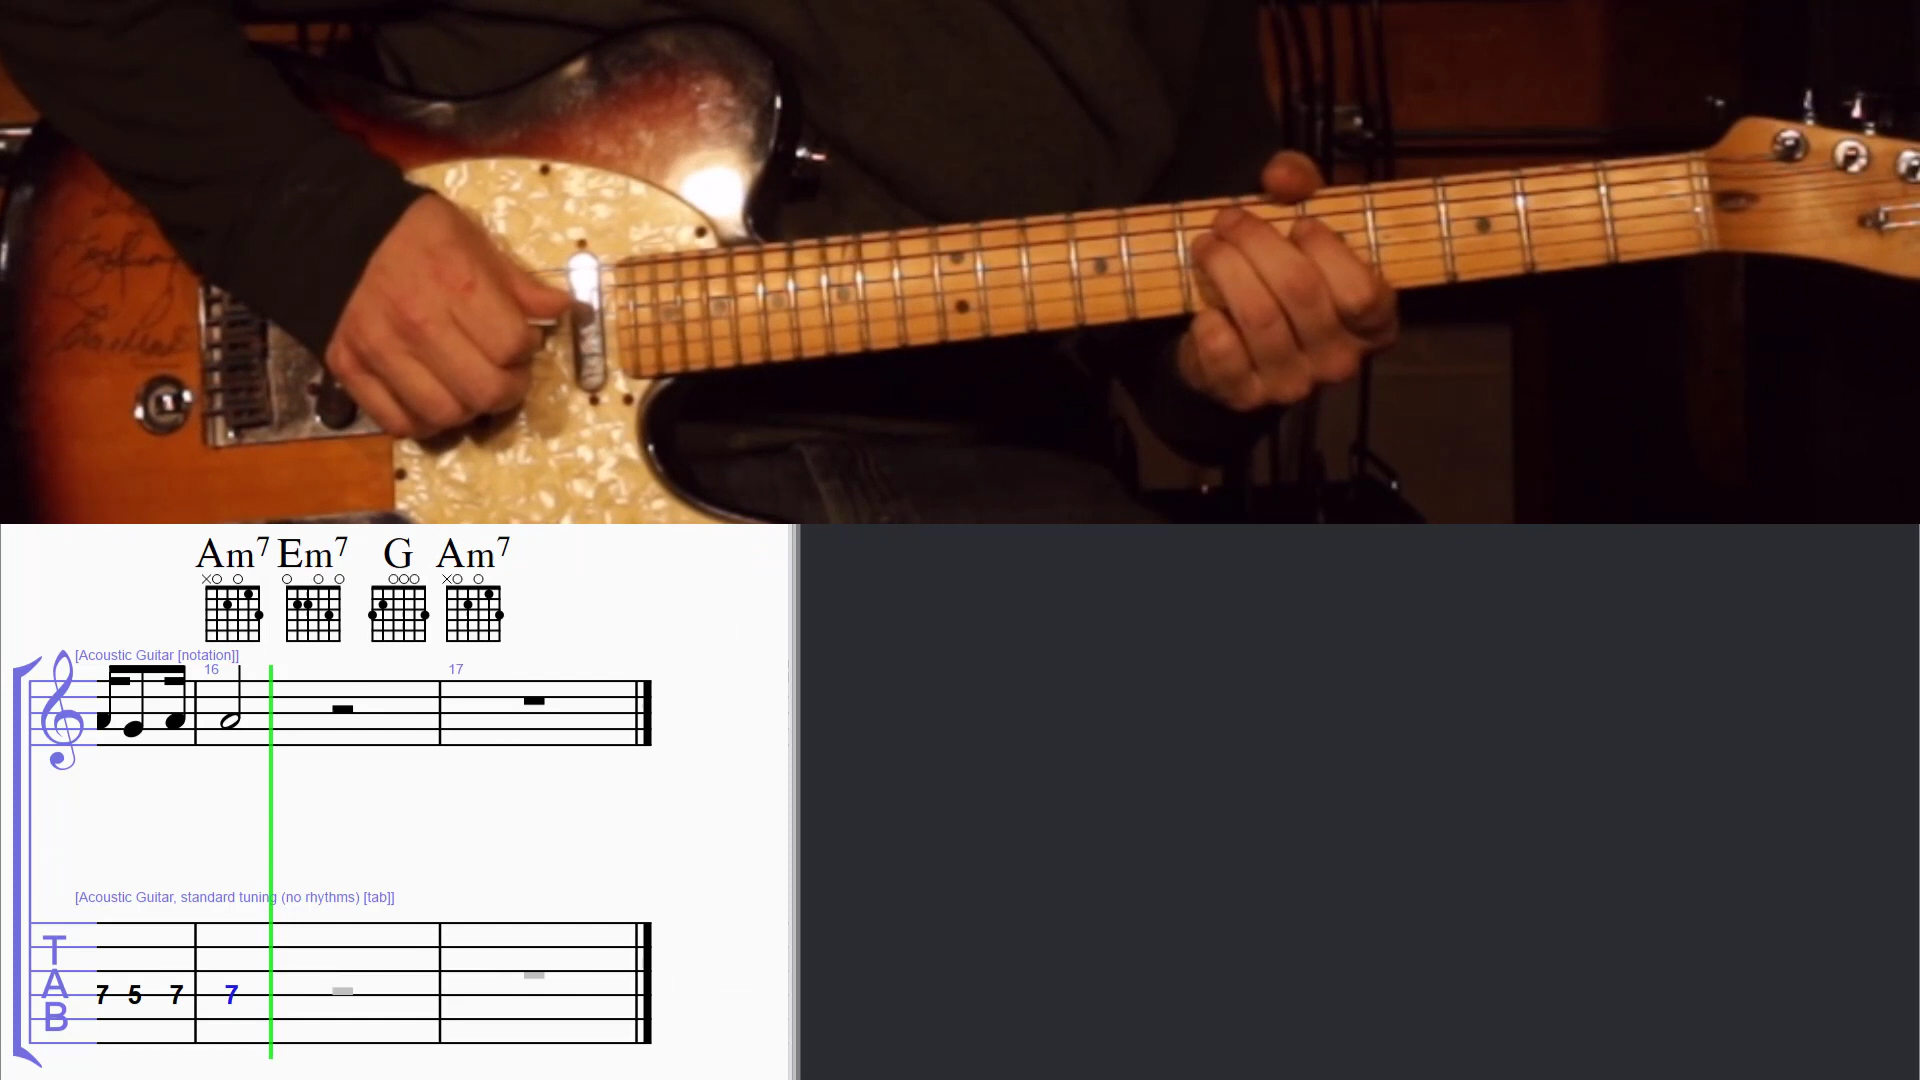 Am7 Em7 G Am7
[Acoustic Guitar [notation]]
16 17
[Acoustic Guitar, standard tuning (no rhythms) [tab]]
T
A
B
7 5 7 7